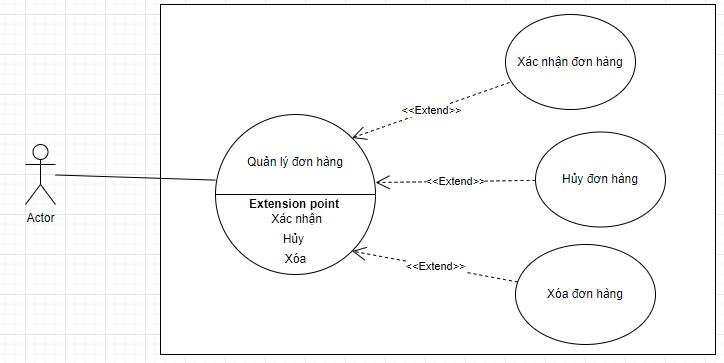 Actor
Quản lý đơn hàng
Extension point
Xác nhận
Hủy
Xóa
<<Extend>>
Xác nhận đơn hàng
<<Extend>>
Hủy đơn hàng
<<Extend>>
Xóa đơn hàng